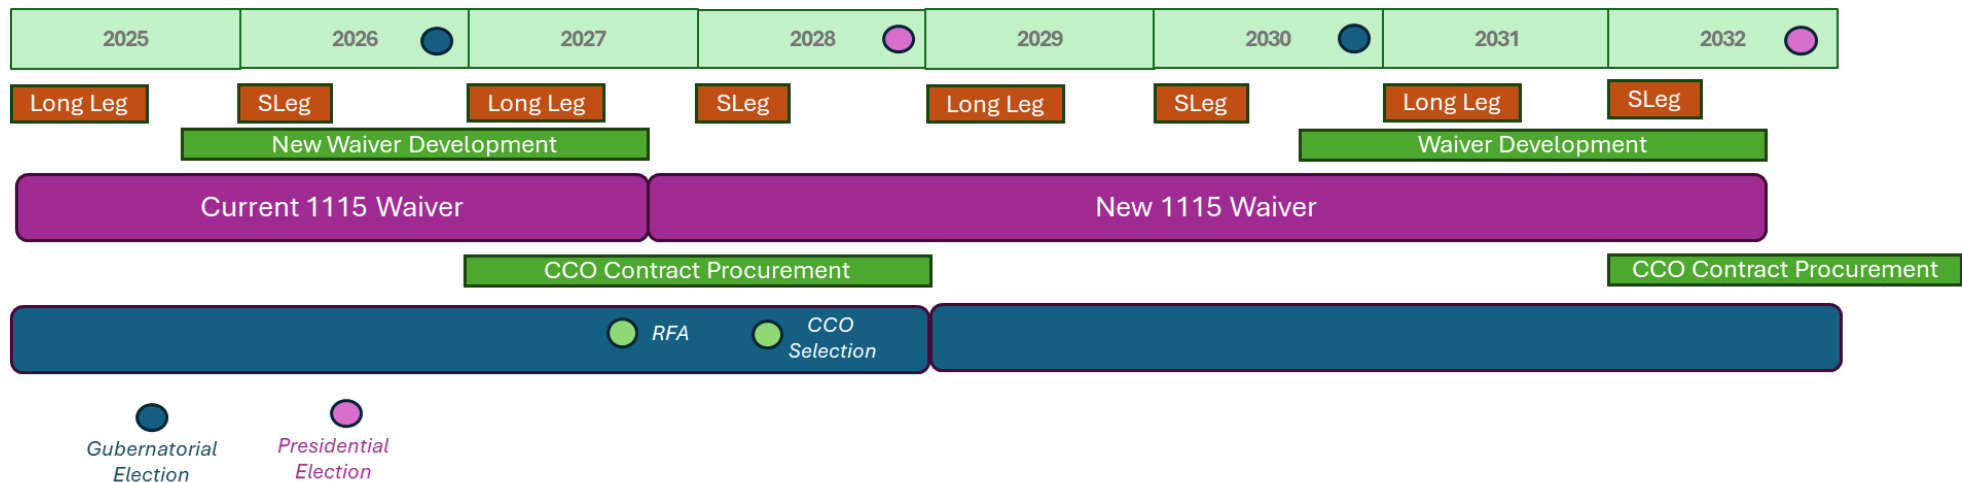 2025 2026 2027 2028 2029 2030 2031 2032
Long Leg SLeg Long Leg SLeg Long Leg SLeg Long Leg SLeg
New Waiver Development Waiver Development
Current 1115 Waiver New 1115 Waiver
CCO Contract Procurement CCO Contract Procurement
RFA
CCO
Selection
Gubernatorial
Election
Presidential
Election